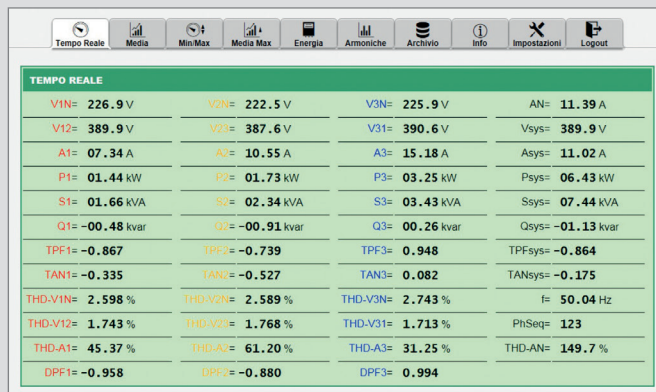 Tempo Reale Media Min/Max Media Max Energia Armoniche Archivio Info Impostazioni Logout
TEMPO REALE
V1N= 226.9 V V2N= 222.5 V V3N= 225.9 V AN= 11.39 A
V12= 389.9 V V23= 387.6 V V31= 390.6 V Vsys= 389.9 V
A1= 07.34 A A2= 10.55 A A3= 15.18 A Asys= 11.02 A
P1= 01.44 kW P2= 01.73 kW P3= 03.25 kW Psys= 06.43 kW
S1= 01.66 kVA S2= 02.34 kVA S3= 03.43 kVA Ssys= 07.44 kVA
Q1= -00.48 kvar Q2= -00.91 kvar Q3= 00.26 kvar Qsys= -01.13 kvar
TPF1= -0.867 TPF2= -0.739 TPF3= 0.948 TPFsys= -0.864
TAN1= -0.335 TAN2= -0.527 TAN3= 0.082 TANsys= -0.175
THD-V1N= 2.598 % THD-V2N= 2.589 % THD-V3N= 2.743 % f= 50.04 Hz
THD-V12= 1.743 % THD-V23= 1.768 % THD-V31= 1.713 % PhSeq= 123
THD-A1= 45.37 % THD-A2= 61.20 % THD-A3= 31.25 % THD-AN= 149.7 %
DPF1= -0.958 DPF2= -0.880 DPF3= 0.994